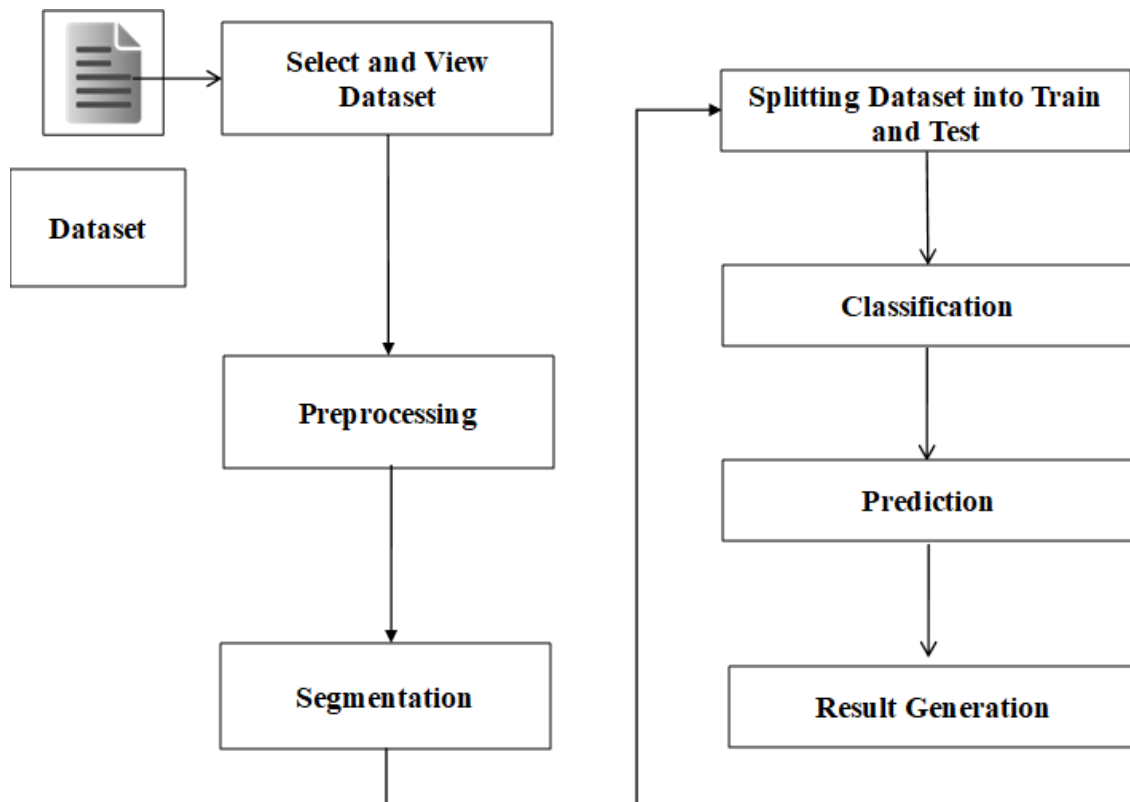 Select and View
Dataset
Dataset
Preprocessing
Segmentation
Splitting Dataset into Train
and Test
Classification
Prediction
Result Generation